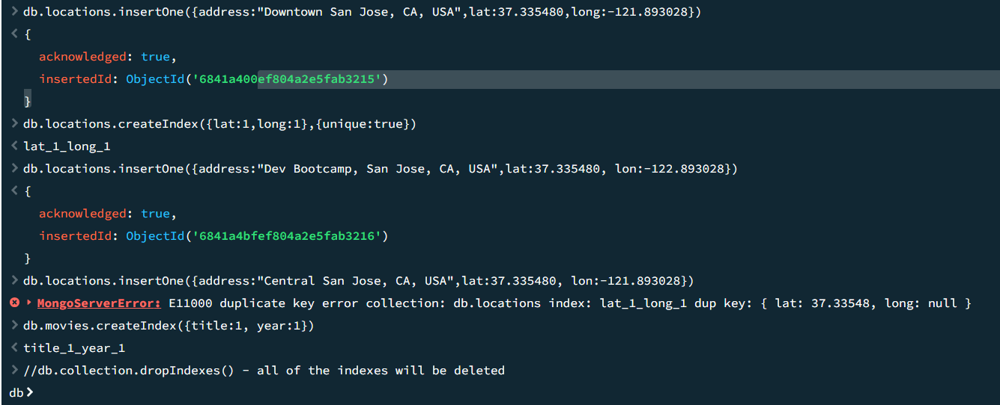 > db.locations.insertOne({address:"Downtown San Jose, CA, USA",lat:37.335480,long:-121.893028})
< {
acknowledged: true,
insertedId: ObjectId('6841a400ef804a2e5fab3215')
}
> db.locations.createIndex({lat:1,long:1},{unique:true})
< lat_1_long_1
> db.locations.insertOne({address:"Dev Bootcamp, San Jose, CA, USA",lat:37.335480, lon:-122.893028})
< {
acknowledged: true,
insertedId: ObjectId('6841a4bfef804a2e5fab3216')
}
> db.locations.insertOne({address:"Central San Jose, CA, USA",lat:37.335480, lon:-121.893028})
MongoServerError: E11000 duplicate key error collection: db.locations index: lat_1_long_1 dup key: { lat: 37.33548, long: null }
> db.movies.createIndex({title:1, year:1})
< title_1_year_1
> //db.collection.dropIndexes() - all of the indexes will be deleted
db>